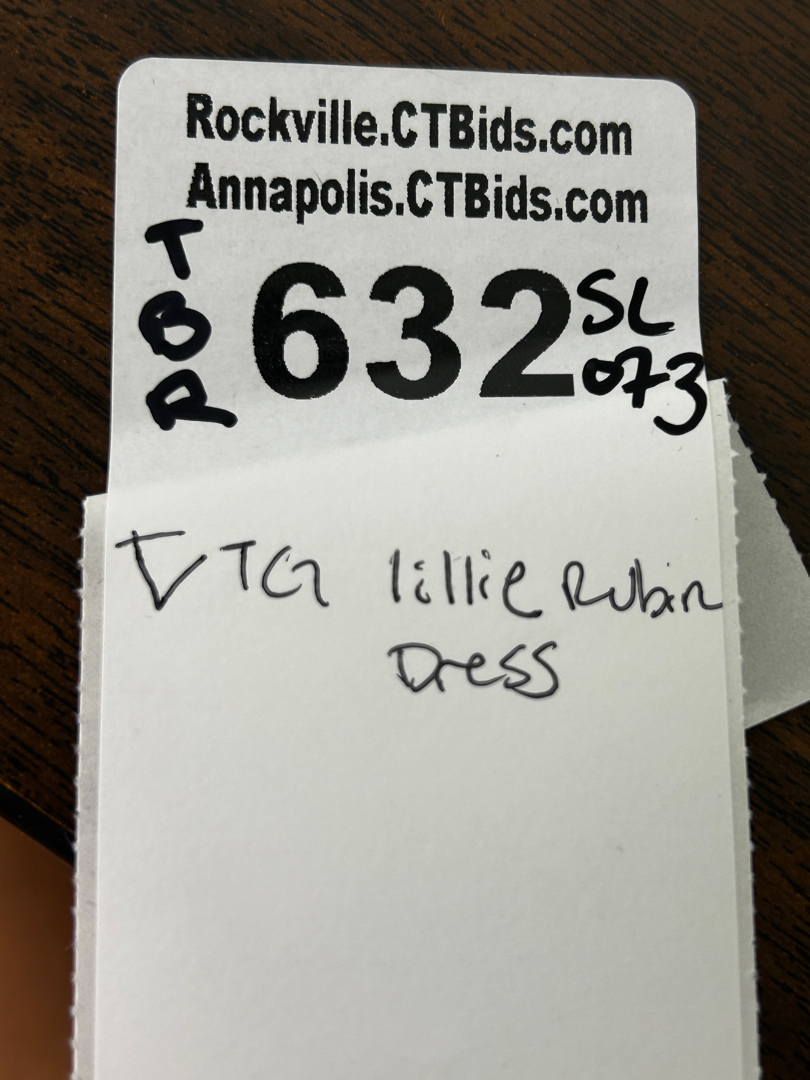 Rockville.CTBids.com
Annapolis.CTBids.com
TBR
632
SL
073
VTG lillie Rubin
Dress